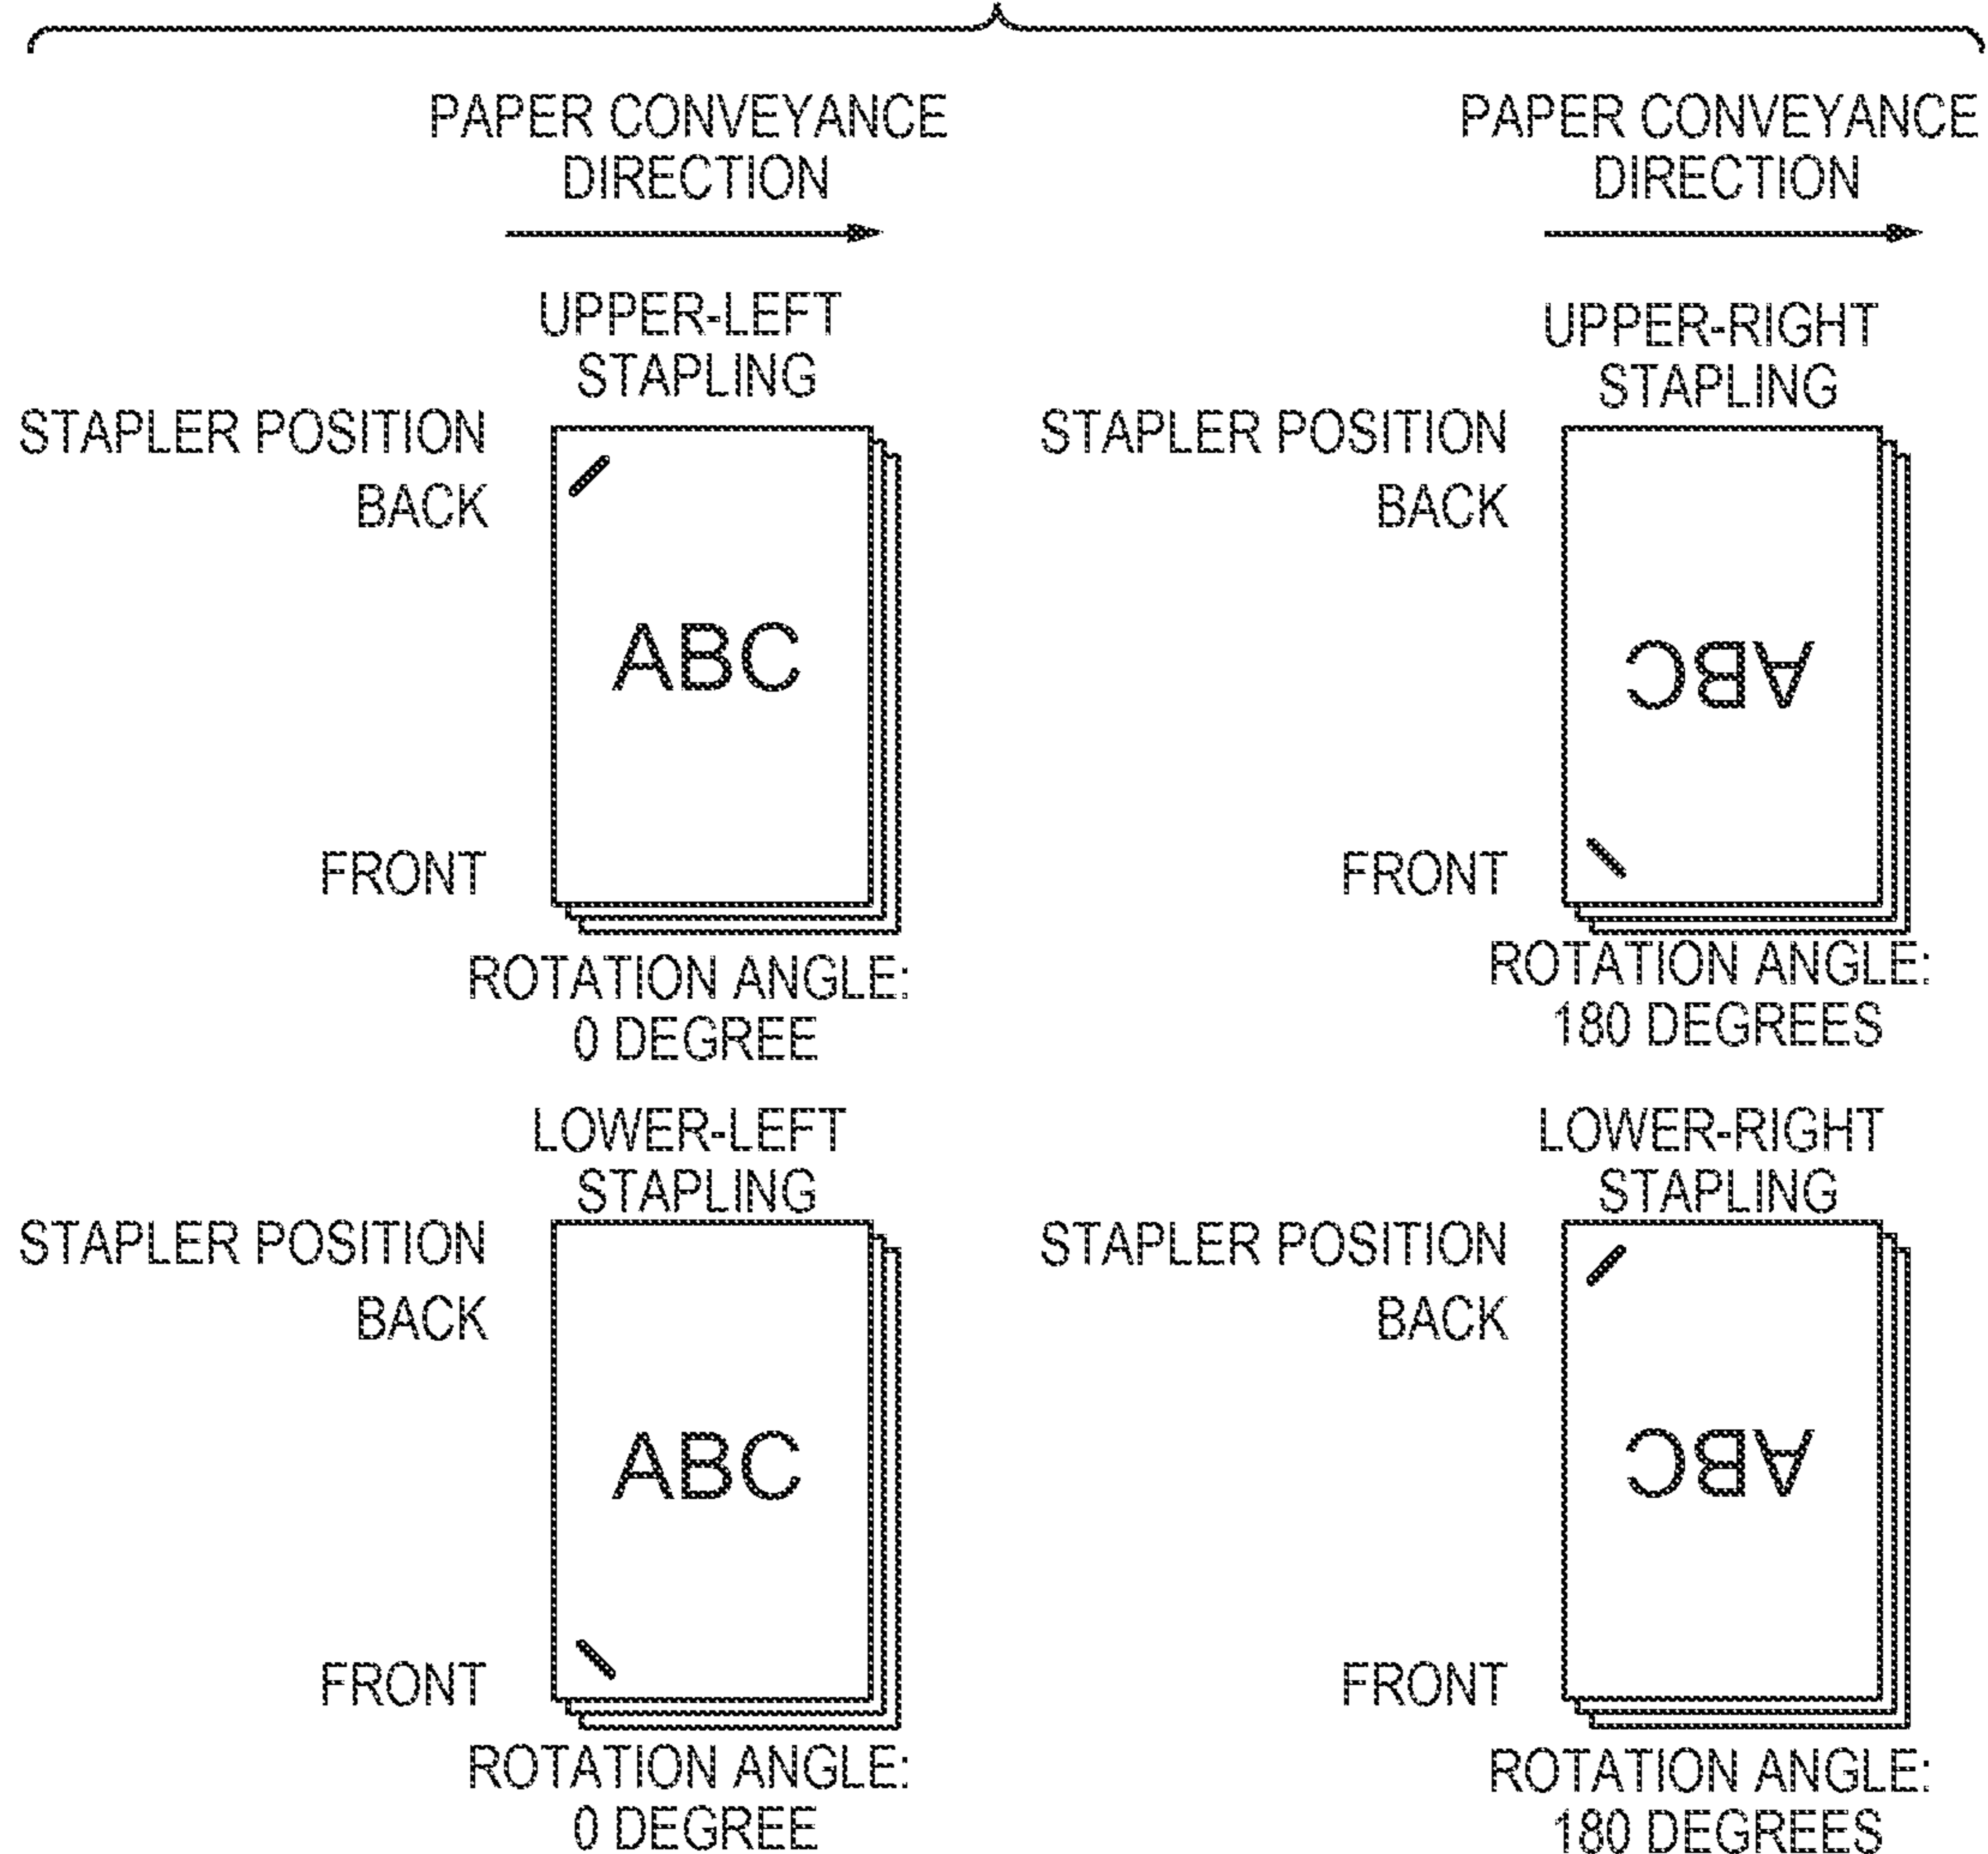 PAPER CONVEYANCE
DIRECTION
UPPER-LEFT
STAPLING
STAPLER POSITION
BACK
ABC
FRONT
ROTATION ANGLE:
0 DEGREE
PAPER CONVEYANCE
DIRECTION
UPPER-RIGHT
STAPLING
STAPLER POSITION
BACK
ABC
FRONT
ROTATION ANGLE:
180 DEGREES
LOWER-LEFT
STAPLING
STAPLER POSITION
BACK
ABC
FRONT
ROTATION ANGLE:
0 DEGREE
LOWER-RIGHT
STAPLING
STAPLER POSITION
BACK
ABC
FRONT
ROTATION ANGLE:
180 DEGREES